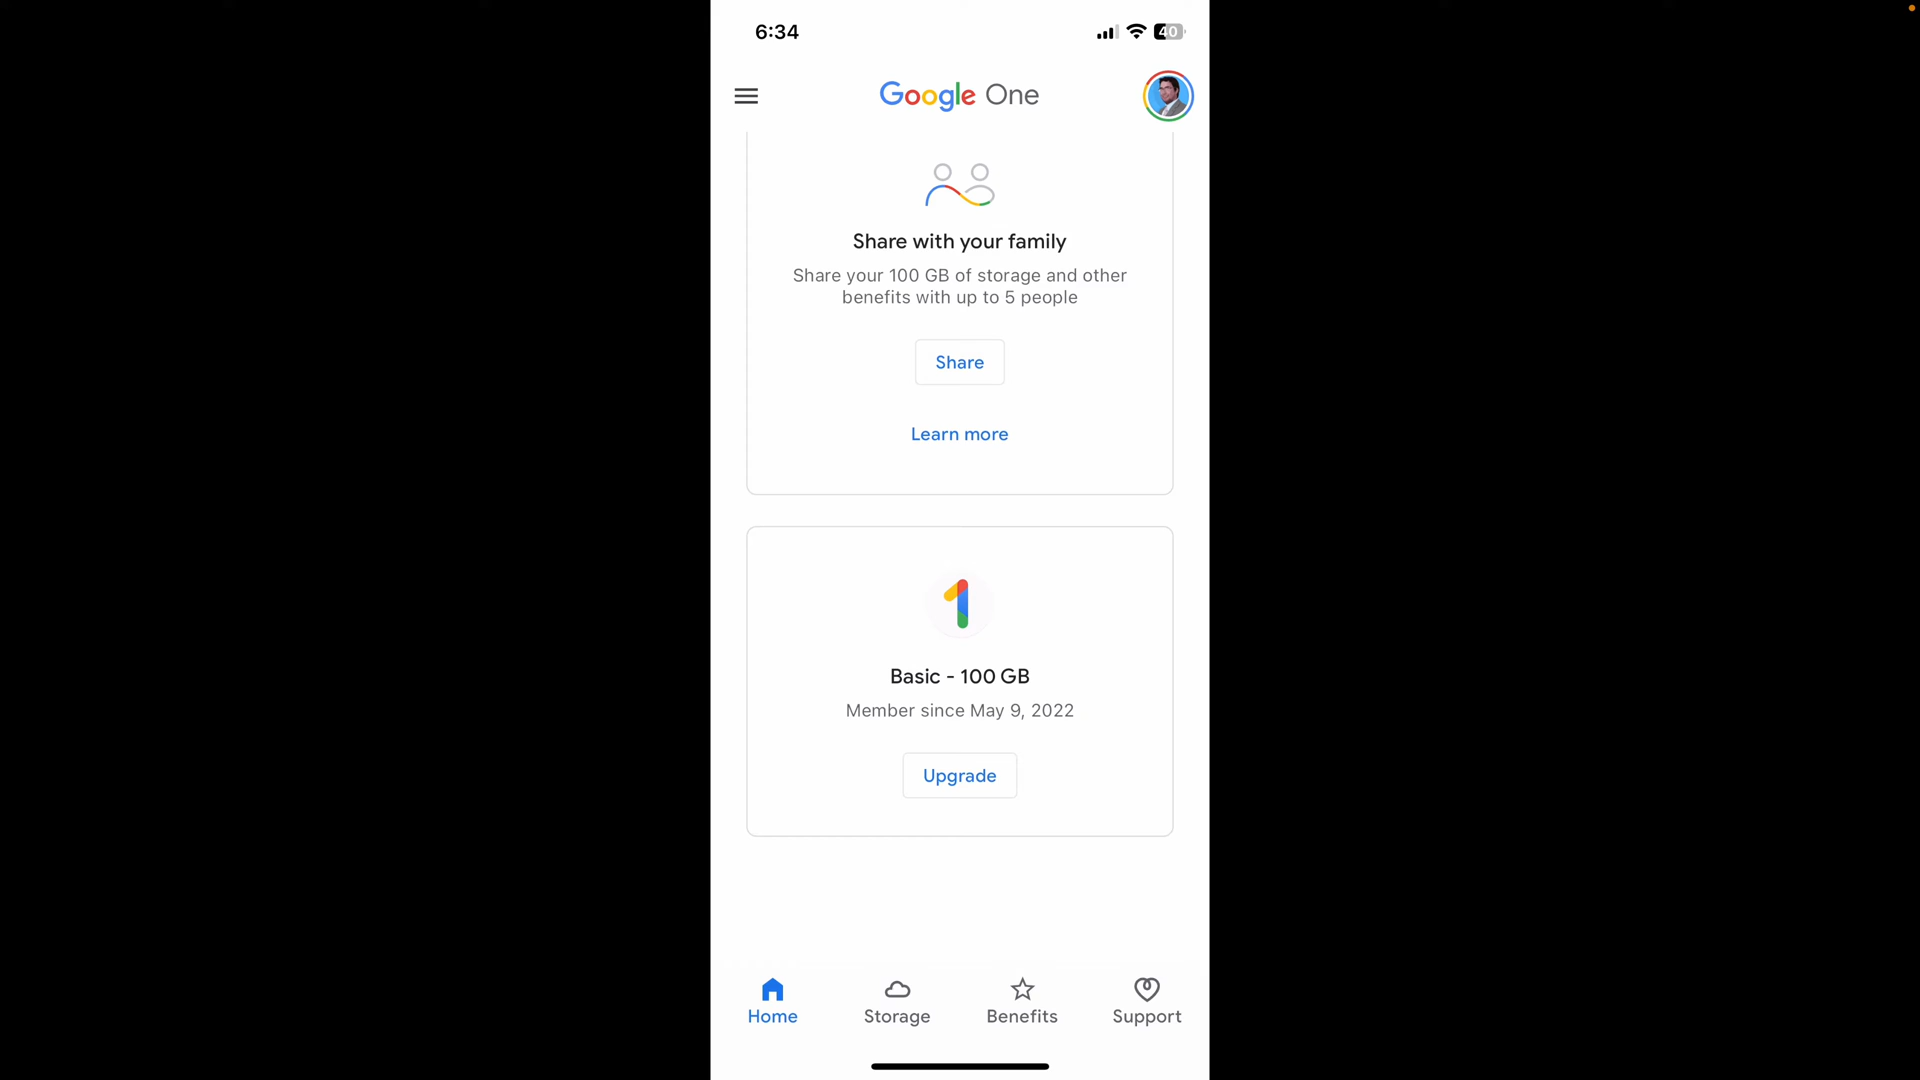 6:34
40
Google One
Share with your family
Share your 100 GB of storage and other
benefits with up to 5 people
Share
Learn more
1
Basic - 100 GB
Member since May 9, 2022
Upgrade
Home
Storage
Benefits
Support